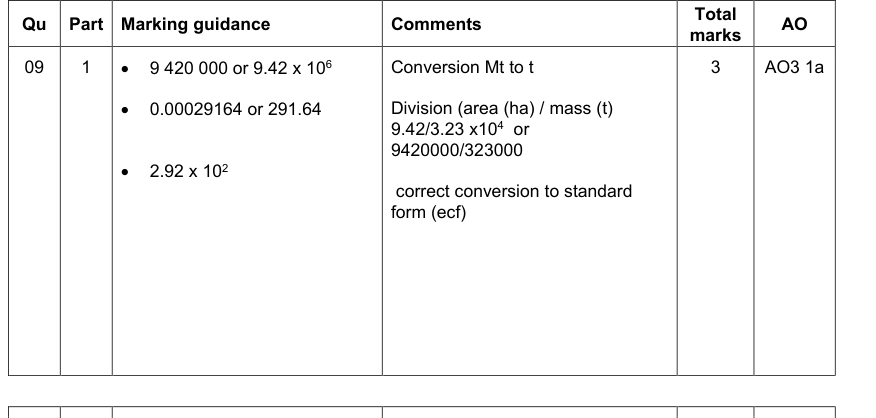 Qu Part Marking guidance Comments Total marks AO
09 1 • 9 420 000 or 9.42 x 10⁶ Conversion Mt to t 3 AO3 1a
• 0.00029164 or 291.64 Division (area (ha) / mass (t)
9.42/3.23 x10⁴ or
9420000/323000
• 2.92 x 10²
correct conversion to standard
form (ecf)